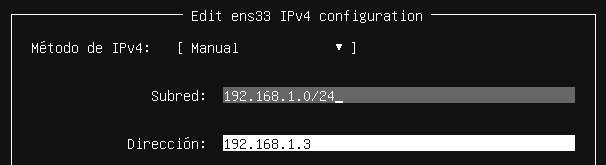 Edit ens33 IPv4 configuration
Método de IPv4: [ Manual ▾ ]
Subred: 192.168.1.0/24_
Dirección: 192.168.1.3